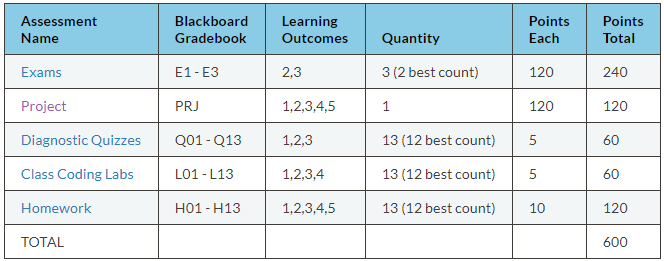 Assessment Name Blackboard Gradebook Learning Outcomes Quantity Points Each Points Total
Exams E1 - E3 2,3 3 (2 best count) 120 240
Project PRJ 1,2,3,4,5 1 120 120
Diagnostic Quizzes Q01 - Q13 1,2,3 13 (12 best count) 5 60
Class Coding Labs L01 - L13 1,2,3,4 13 (12 best count) 5 60
Homework H01 - H13 1,2,3,4,5 13 (12 best count) 10 120
TOTAL 600